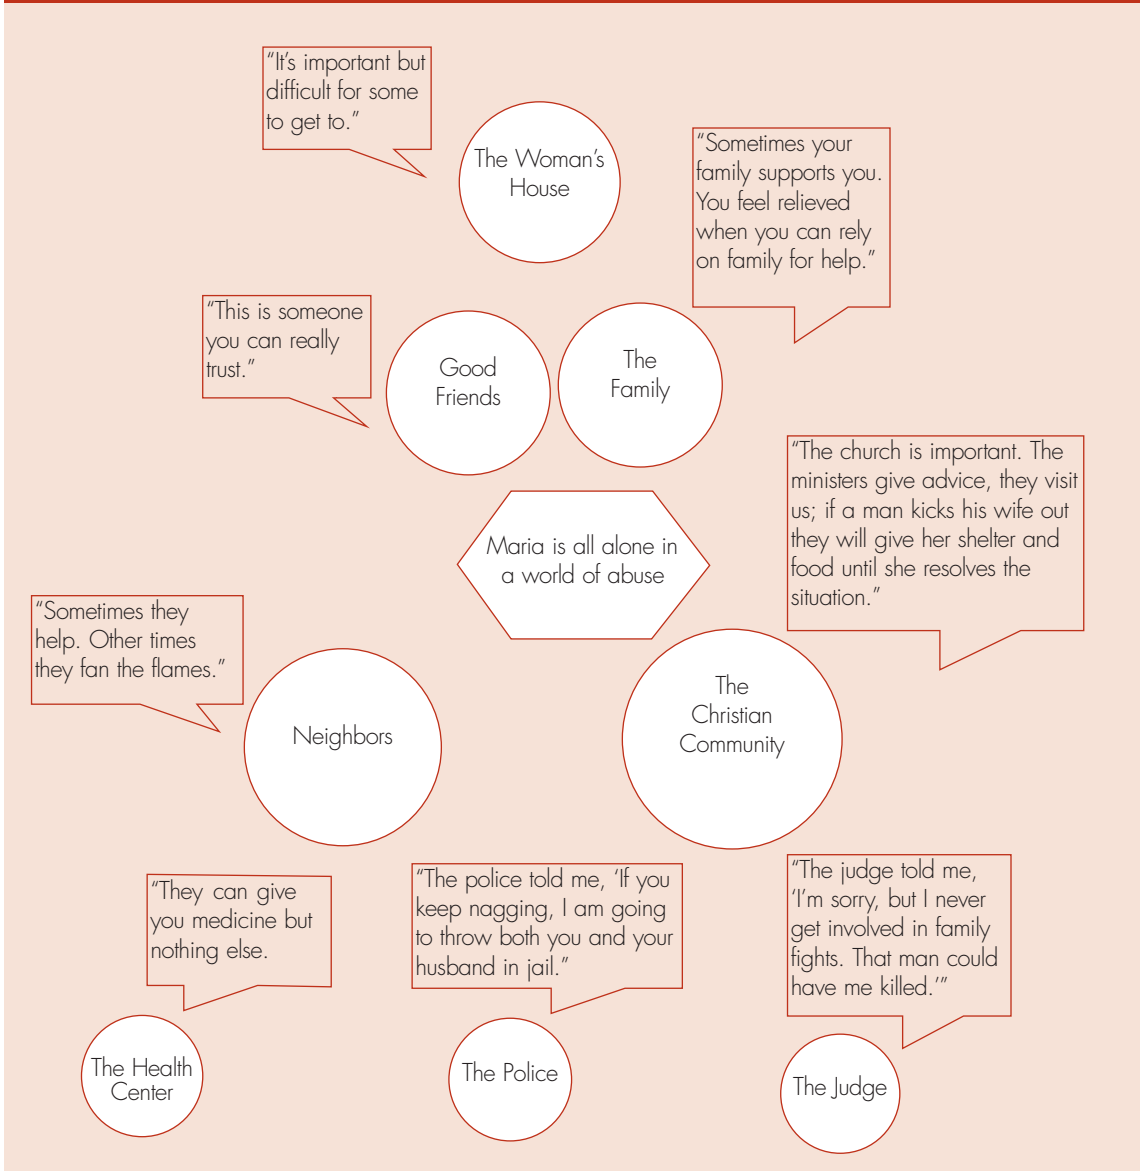 “It’s important but
difficult for some
to get to.”
The Woman’s
House
“Sometimes your
family supports you.
You feel relieved
when you can rely
on family for help.”
“This is someone
you can really
trust.”
Good
Friends
The
Family
“The church is important. The
ministers give advice, they visit
us; if a man kicks his wife out
they will give her shelter and
food until she resolves the
situation.”
Maria is all alone in
a world of abuse
“Sometimes they
help. Other times
they fan the flames.”
Neighbors
The
Christian
Community
“They can give
you medicine but
nothing else.
The Health
Center
“The police told me, ‘If you
keep nagging, I am going
to throw both you and your
husband in jail.”
The Police
“The judge told me,
‘I’m sorry, but I never
get involved in family
fights. That man could
have me killed.’”
The Judge